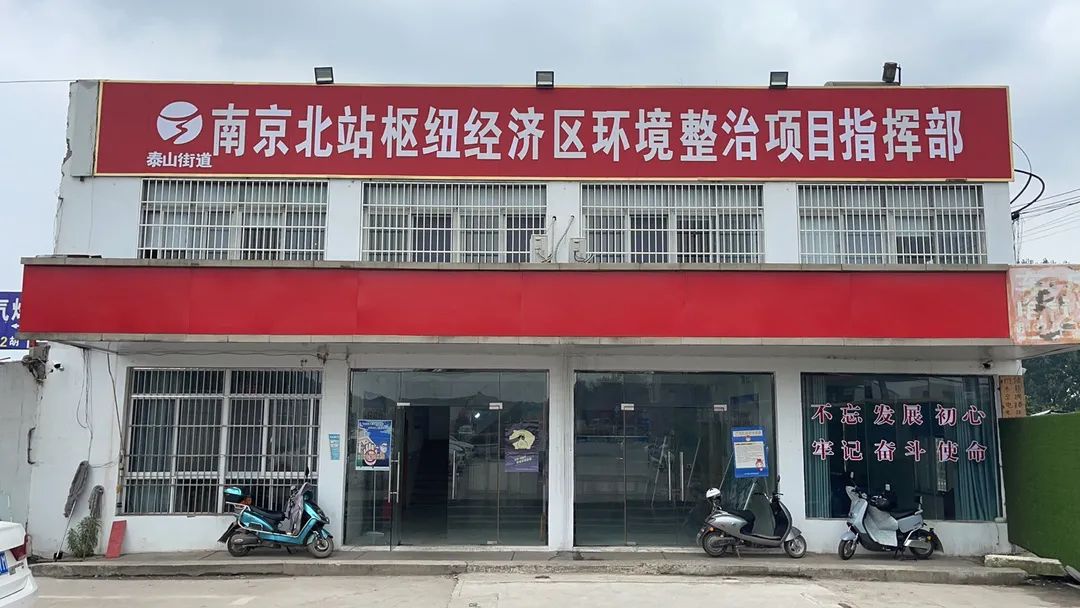 南京北站枢纽经济区环境整治项目指挥部
泰山街道
不忘发展初心
牢记奋斗使命